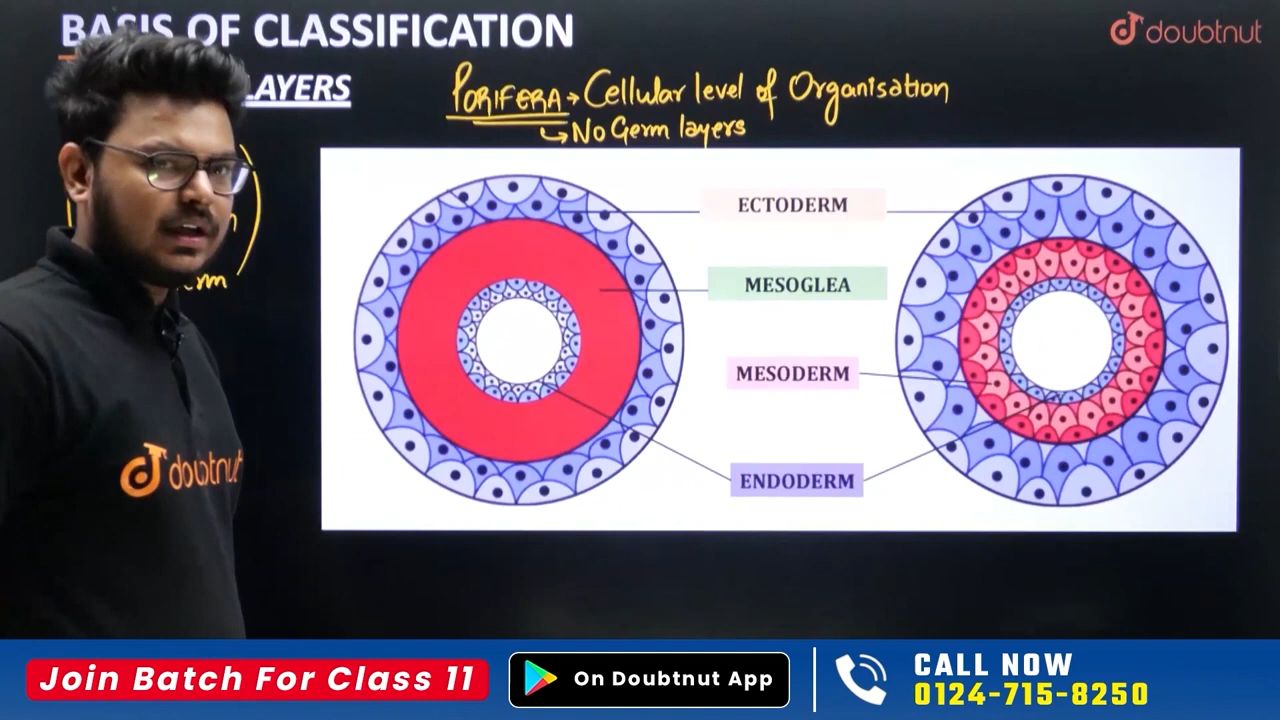 BASIS OF CLASSIFICATION
doubtnut
LAYERS
PORIFERA → Cellular level of Organisation
↳ No Germ layers
ECTODERM
MESOGLEA
MESODERM
ENDODERM
doubtnut
Join Batch For Class 11
On Doubtnut App
CALL NOW
0124-715-8250